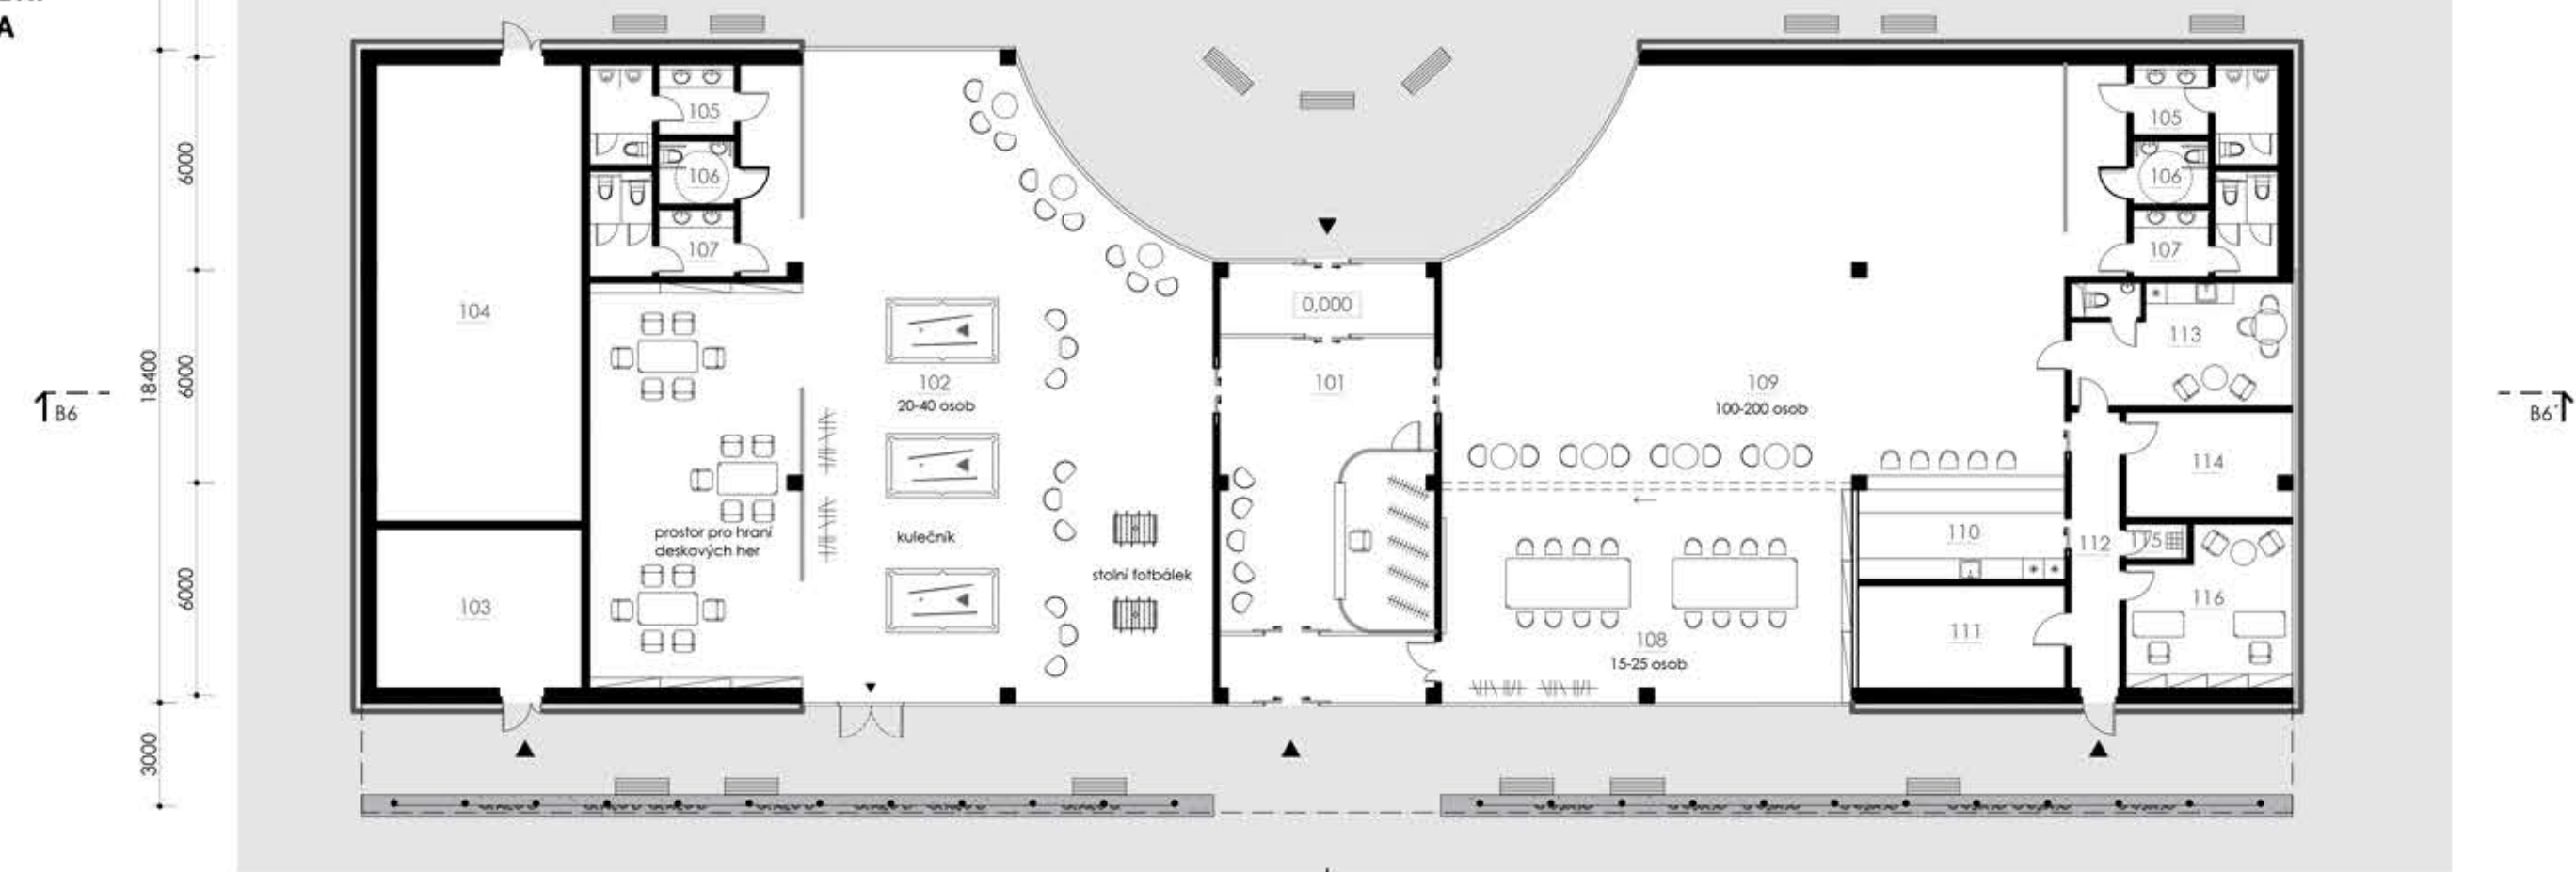 A
6000
6000
18400
6000
3000
B6
B6'
104
103
105
106
107
prostor pro hraní
deskových her
102
20-40 osob
kulečník
stolní fotbálek
0,000
101
109
100-200 osob
108
15-25 osob
110
111
112
105
106
107
113
114
115
116